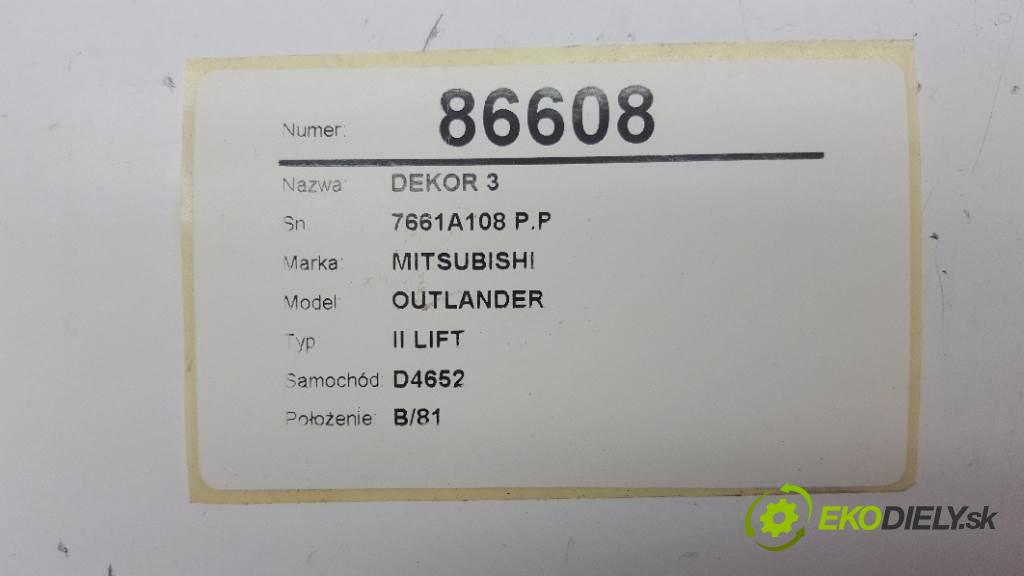 Numer: 86608
Nazwa: DEKOR 3
Sn 7661A108 P.P
Marka: MITSUBISHI
Model OUTLANDER
Typ II LIFT
Samochód: D4652
Położenie: B/81
EKODIELY.sk